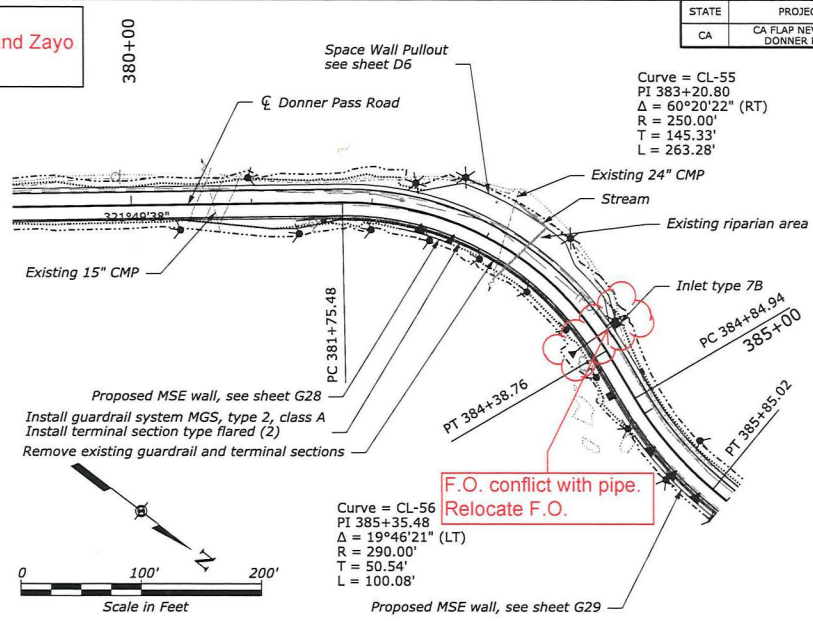 nd Zayo
380+00
STATE PROJEC
CA CA FLAP NEV
DONNER
Space Wall Pullout
see sheet D6
℄ Donner Pass Road
Curve = CL-55
PI 383+20.80
Δ = 60°20'22" (RT)
R = 250.00'
T = 145.33'
L = 263.28'
Existing 24" CMP
Stream
Existing riparian area
321°49'38"
Existing 15" CMP
Inlet type 7B
PC 381+75.48
PC 384+84.94
385+00
PT 384+38.76
PT 385+85.02
Proposed MSE wall, see sheet G28
Install guardrail system MGS, type 2, class A
Install terminal section type flared (2)
Remove existing guardrail and terminal sections
F.O. conflict with pipe.
Relocate F.O.
Curve = CL-56
PI 385+35.48
Δ = 19°46'21" (LT)
R = 290.00'
T = 50.54'
L = 100.08'
N
0 100' 200'
Scale in Feet
Proposed MSE wall, see sheet G29